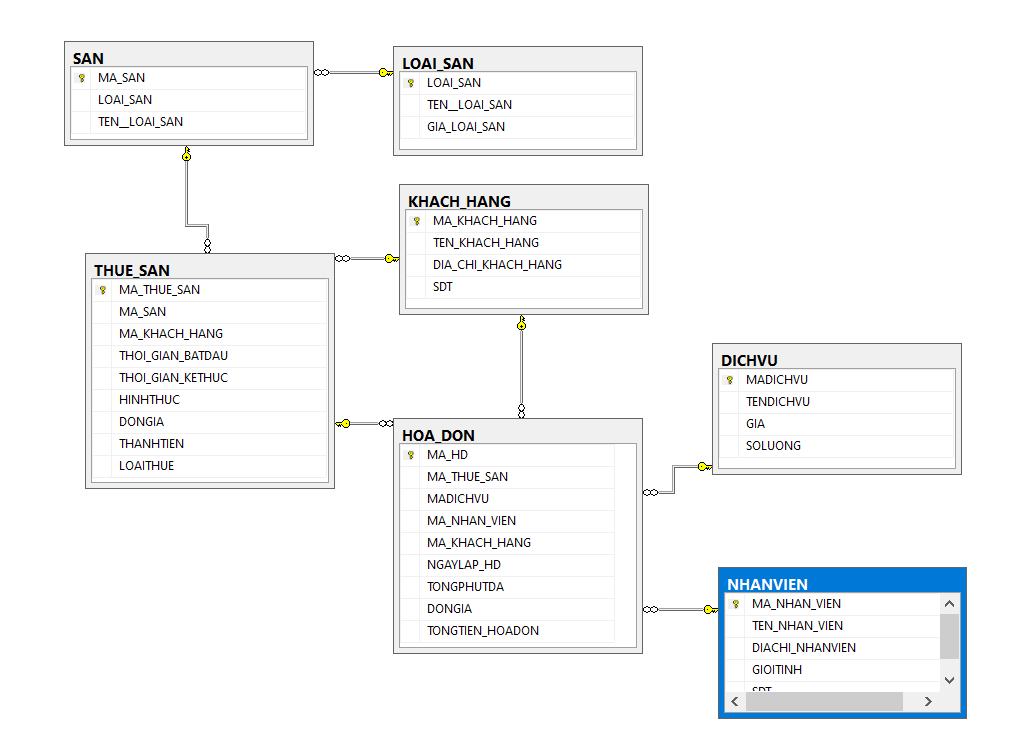 SAN
MA_SAN
LOAI_SAN
TEN__LOAI_SAN
LOAI_SAN
LOAI_SAN
TEN__LOAI_SAN
GIA_LOAI_SAN
KHACH_HANG
MA_KHACH_HANG
TEN_KHACH_HANG
DIA_CHI_KHACH_HANG
SDT
THUE_SAN
MA_THUE_SAN
MA_SAN
MA_KHACH_HANG
THOI_GIAN_BATDAU
THOI_GIAN_KETHUC
HINHTHUC
DONGIA
THANHTIEN
LOAITHUE
DICHVU
MADICHVU
TENDICHVU
GIA
SOLUONG
HOA_DON
MA_HD
MA_THUE_SAN
MADICHVU
MA_NHAN_VIEN
MA_KHACH_HANG
NGAYLAP_HD
TONGPHUTDA
DONGIA
TONGTIEN_HOADON
NHANVIEN
MA_NHAN_VIEN
TEN_NHAN_VIEN
DIACHI_NHANVIEN
GIOITINH
SDT